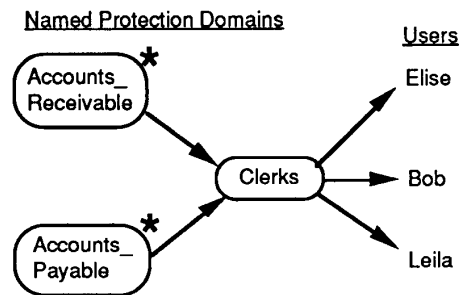 Named Protection Domains
Users
Accounts_
Receivable
*
Elise
Clerks
Bob
Accounts_
Payable
*
Leila